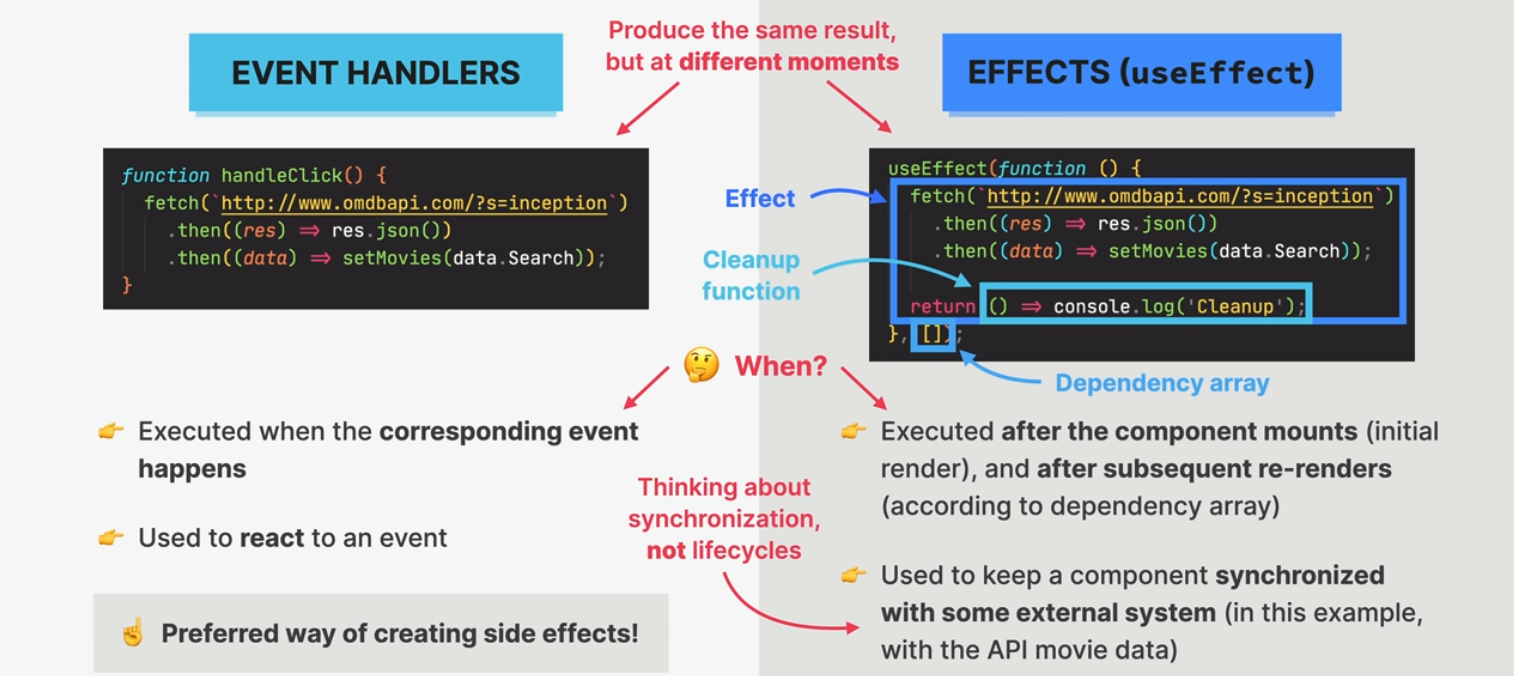 Produce the same result,
but at different moments
EVENT HANDLERS
function handleClick() {
fetch(`http://www.omdbapi.com/?s=inception`)
.then((res) => res.json())
.then((data) => setMovies(data.Search));
}
EFFECTS (useEffect)
useEffect(function () {
fetch(`http://www.omdbapi.com/?s=inception`)
.then((res) => res.json())
.then((data) => setMovies(data.Search));
return () => console.log('Cleanup');
}, []);
Effect
Cleanup
function
Dependency array
🤔 When?
👉 Executed when the corresponding event
happens
👉 Used to react to an event
☝️ Preferred way of creating side effects!
Thinking about
synchronization,
not lifecycles
👉 Executed after the component mounts (initial
render), and after subsequent re-renders
(according to dependency array)
👉 Used to keep a component synchronized
with some external system (in this example,
with the API movie data)